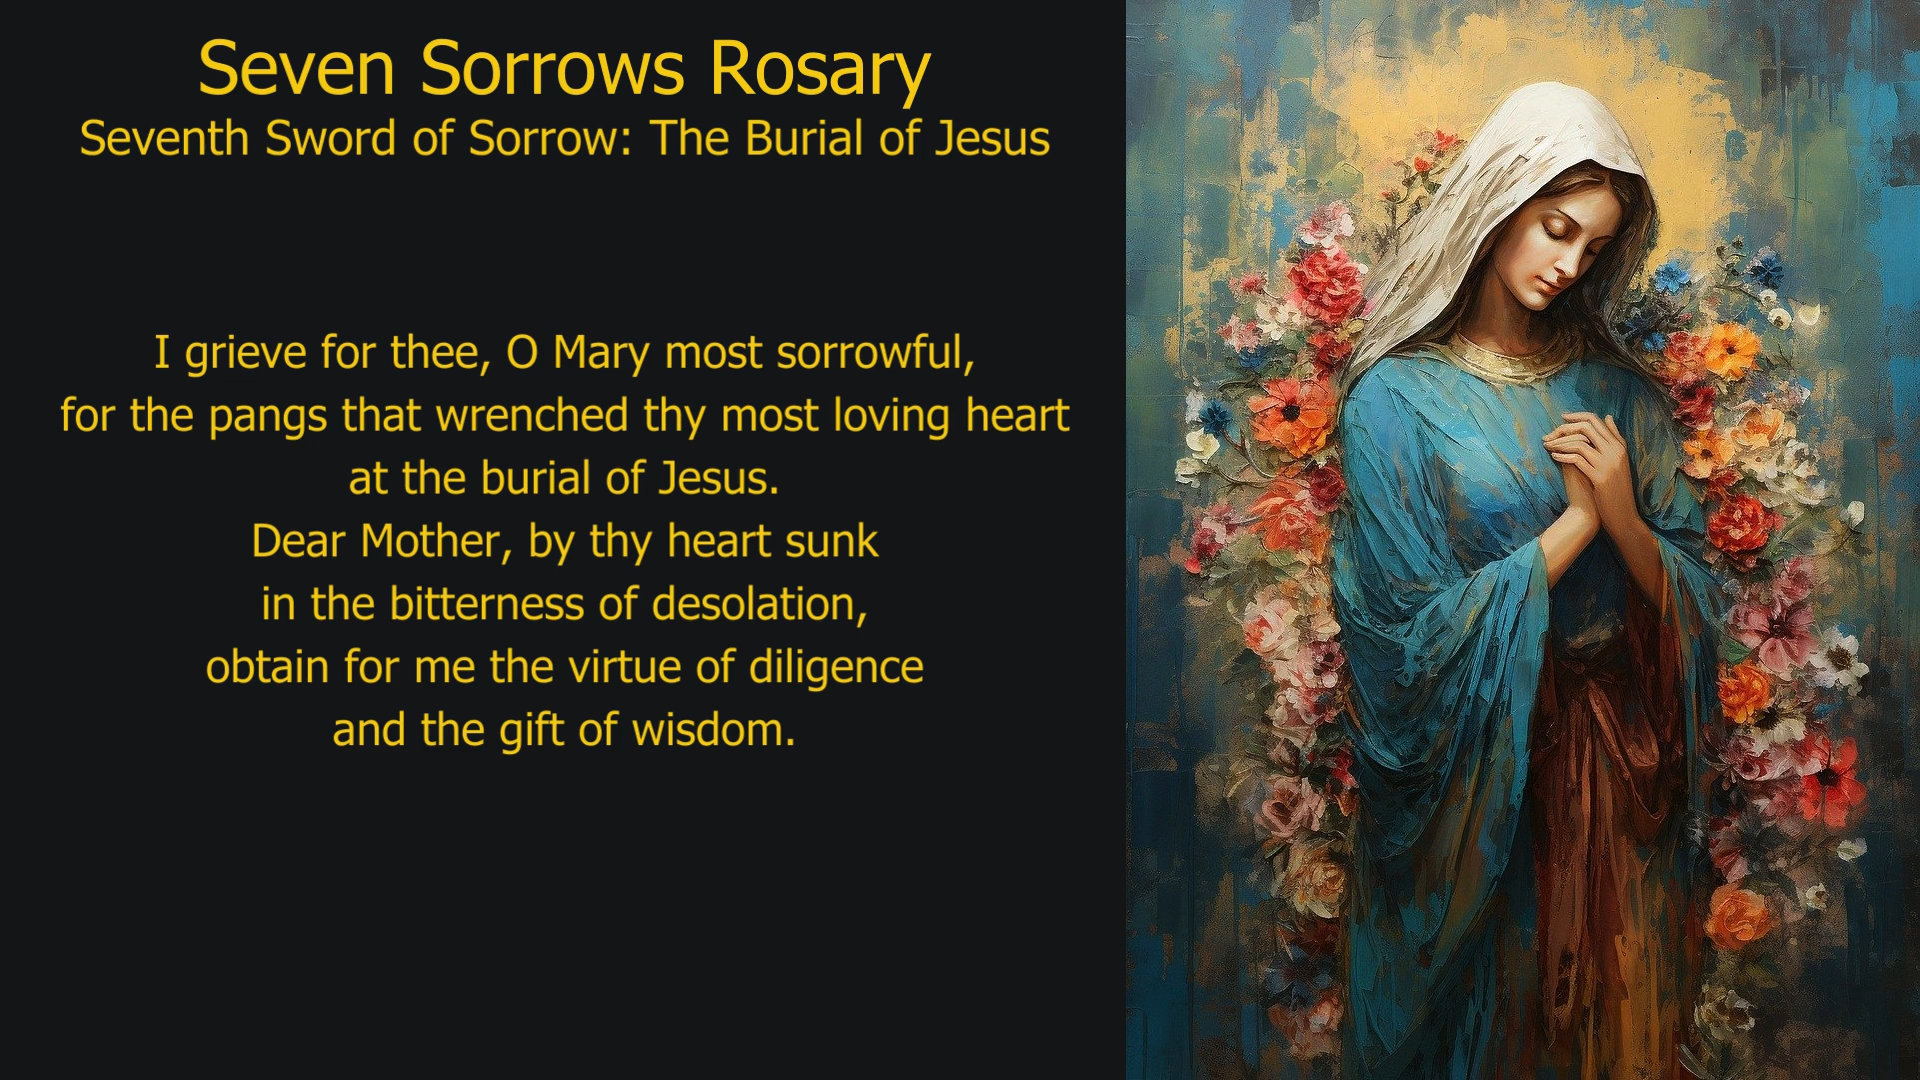 Seven Sorrows Rosary
Seventh Sword of Sorrow: The Burial of Jesus
I grieve for thee, O Mary most sorrowful,
for the pangs that wrenched thy most loving heart
at the burial of Jesus.
Dear Mother, by thy heart sunk
in the bitterness of desolation,
obtain for me the virtue of diligence
and the gift of wisdom.